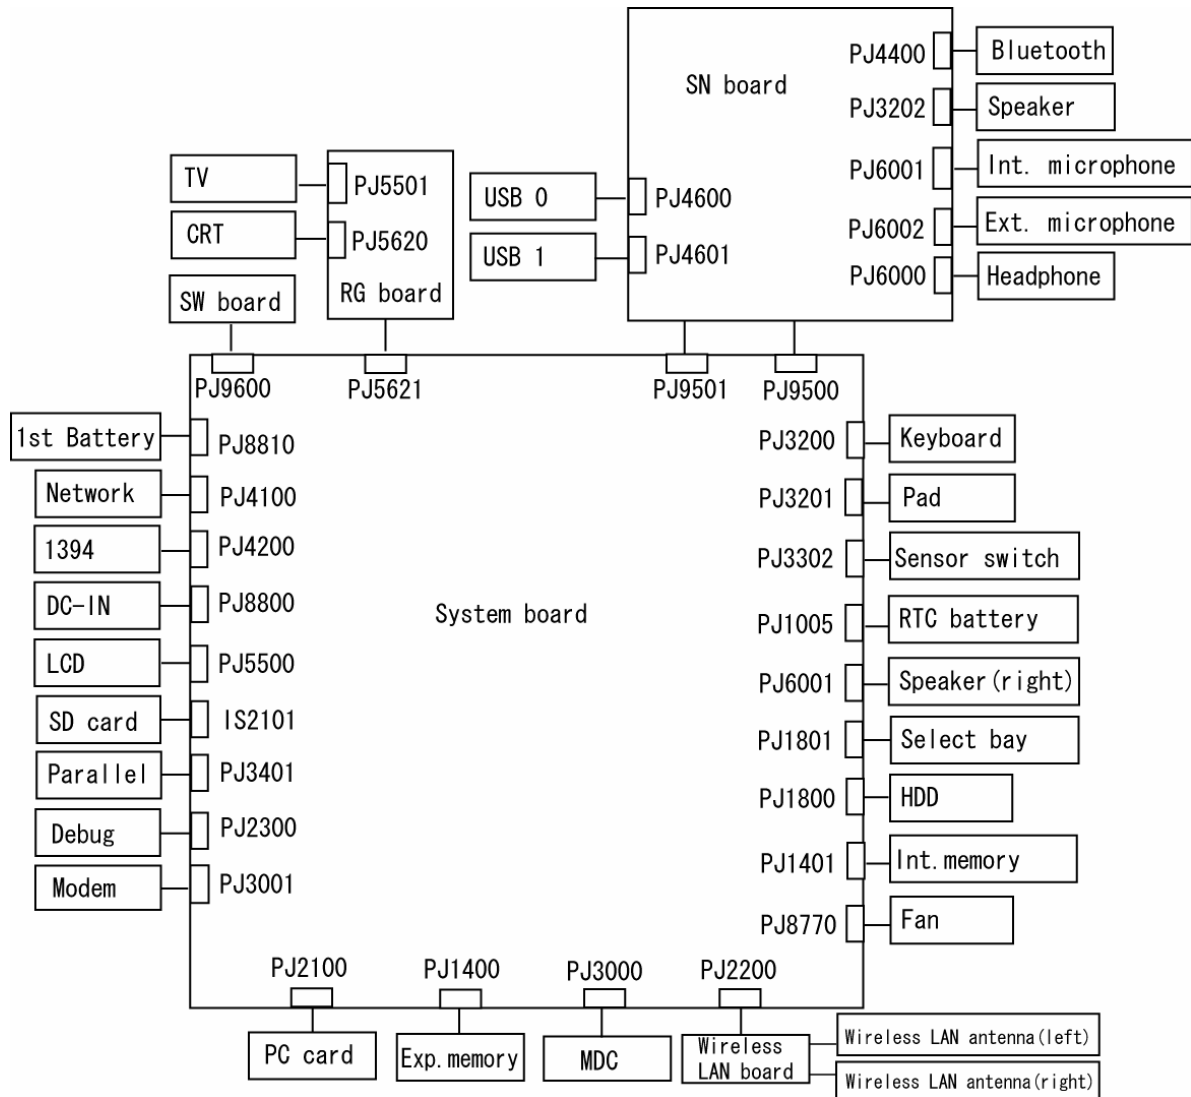 PJ4400
Bluetooth
SN board
PJ3202
Speaker
PJ6001
Int. microphone
TV
PJ5501
USB 0
PJ4600
PJ6002
Ext. microphone
CRT
PJ5620
USB 1
PJ4601
PJ6000
Headphone
SW board
RG board
PJ9600
PJ5621
PJ9501
PJ9500
1st Battery
PJ8810
PJ3200
Keyboard
Network
PJ4100
PJ3201
Pad
1394
PJ4200
PJ3302
Sensor switch
DC-IN
PJ8800
System board
PJ1005
RTC battery
LCD
PJ5500
PJ6001
Speaker(right)
SD card
IS2101
PJ1801
Select bay
Parallel
PJ3401
PJ1800
HDD
Debug
PJ2300
PJ1401
Int.memory
Modem
PJ3001
PJ8770
Fan
PJ2100
PJ1400
PJ3000
PJ2200
PC card
Exp.memory
MDC
Wireless
LAN board
Wireless LAN antenna(left)
Wireless LAN antenna(right)